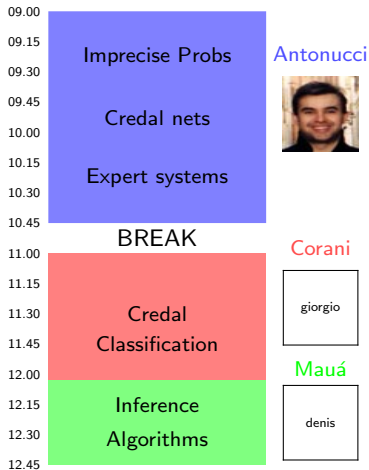 09.00
09.15
Imprecise Probs
Antonucci
09.30
09.45
Credal nets
10.00
10.15
Expert systems
10.30
10.45
BREAK
11.00
Corani
11.15
giorgio
11.30
Credal
11.45
Classification
12.00
Mauá
12.15
Inference
denis
12.30
Algorithms
12.45